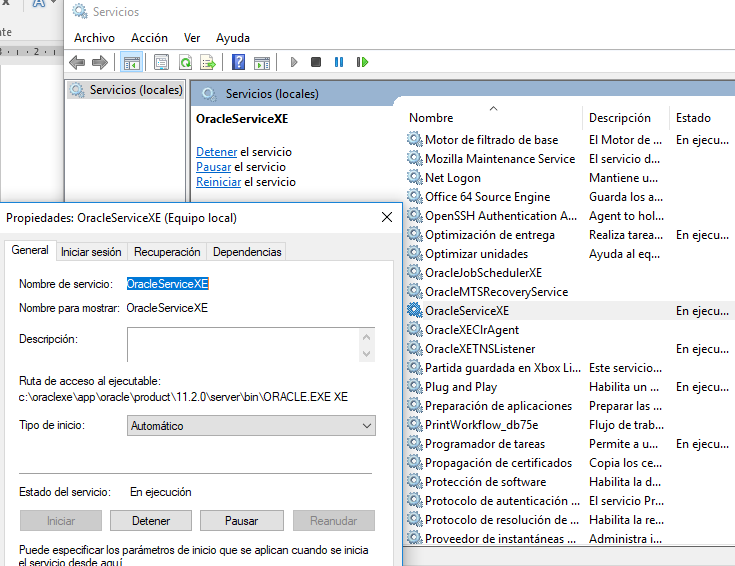 Servicios
Archivo Acción Ver Ayuda
Servicios (locales)
Servicios (locales)
OracleServiceXE
Detener el servicio
Pausar el servicio
Reiniciar el servicio
Nombre Descripción Estado
Motor de filtrado de base El Motor de ... En ejecu...
Mozilla Maintenance Service El servicio d...
Net Logon Mantiene u...
Office 64 Source Engine Guarda los a...
OpenSSH Authentication A... Agent to hol...
Optimización de entrega Realiza tarea... En ejecu...
Optimizar unidades Ayuda al eq...
OracleJobSchedulerXE
OracleMTSRecoveryService
OracleServiceXE En ejecu...
OracleXEClrAgent
OracleXETNSListener En ejecu...
Partida guardada en Xbox Li... Este servicio...
Plug and Play Habilita un ... En ejecu...
Preparación de aplicaciones Preparar las ...
PrintWorkflow_db75e Flujo de trab...
Programador de tareas Permite a u... En ejecu...
Propagación de certificados Copia los ce...
Protección de software Habilita la d...
Protocolo de autenticación ... El servicio Pr...
Protocolo de resolución de ... Habilita la re...
Proveedor de instantáneas ... Administra i...
Propiedades: OracleServiceXE (Equipo local)
General Iniciar sesión Recuperación Dependencias
Nombre de servicio: OracleServiceXE
Nombre para mostrar: OracleServiceXE
Descripción:
Ruta de acceso al ejecutable:
c:\oraclexe\app\oracle\product\11.2.0\server\bin\ORACLE.EXE XE
Tipo de inicio: Automático
Estado del servicio: En ejecución
Iniciar Detener Pausar Reanudar
Puede especificar los parámetros de inicio que se aplican cuando se inicia
el servicio desde aquí